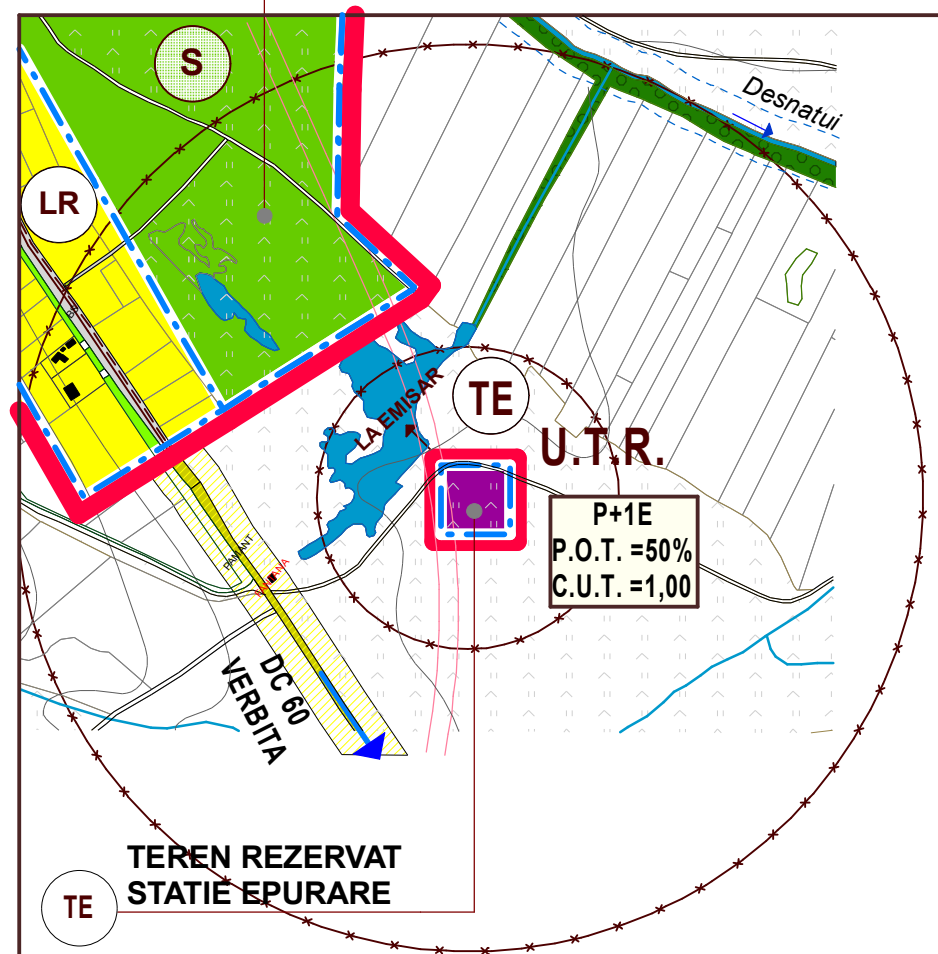 S
Desnatui
LR
LA EMISAR
TE
U.T.R.
P+1E
P.O.T. =50%
C.U.T. =1,00
PAMANT
DC 60
VERBITA
TEREN REZERVAT
STATIE EPURARE
TE